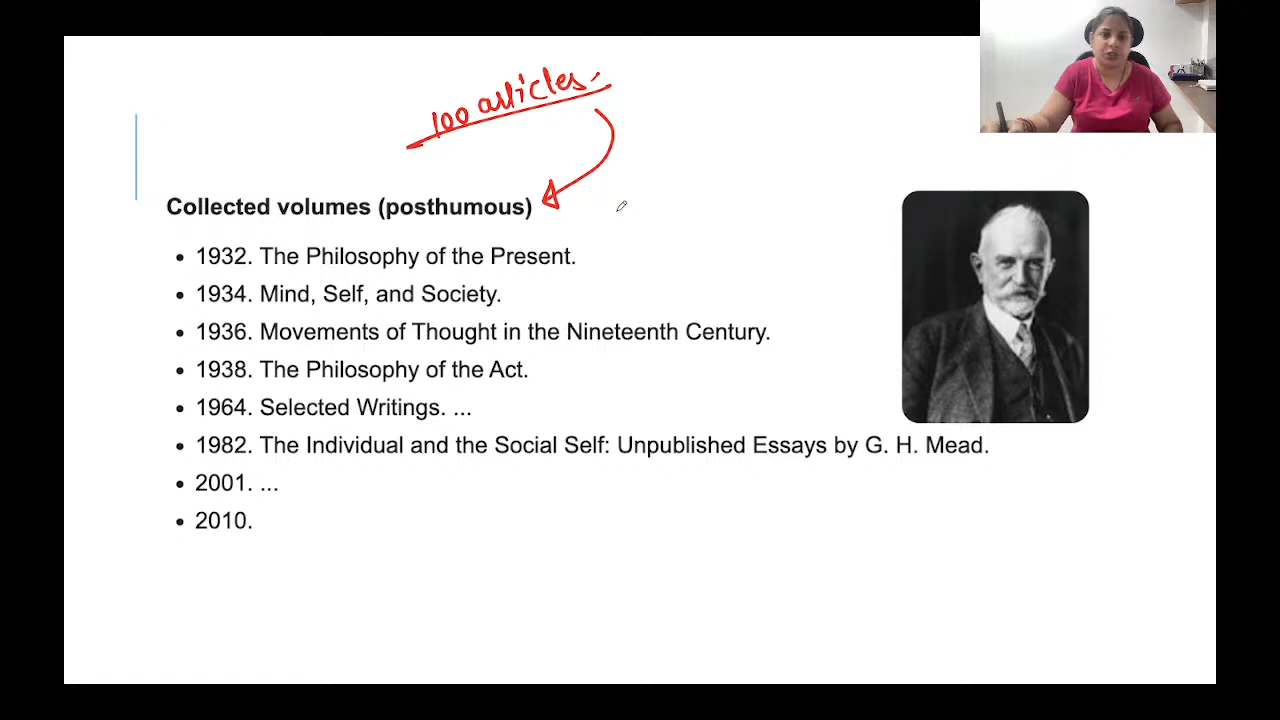 100 articles.
Collected volumes (posthumous)
• 1932. The Philosophy of the Present.
• 1934. Mind, Self, and Society.
• 1936. Movements of Thought in the Nineteenth Century.
• 1938. The Philosophy of the Act.
• 1964. Selected Writings. ...
• 1982. The Individual and the Social Self: Unpublished Essays by G. H. Mead.
• 2001. ...
• 2010.